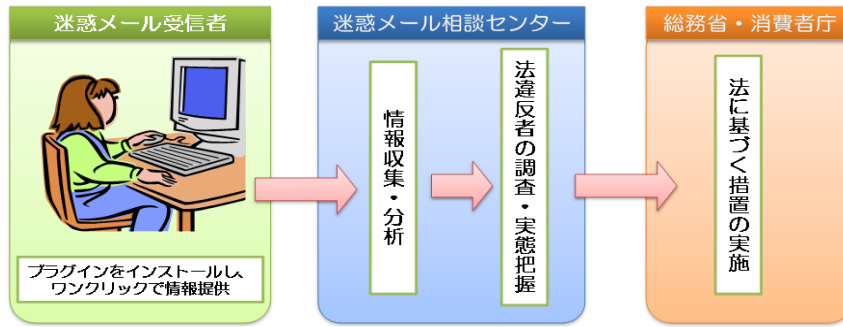 迷惑メール受信者
プラグインをインストールし、
ワンクリックで情報提供
迷惑メール相談センター
情報収集・分析
法違反者の調査・実態把握
総務省・消費者庁
法に基づく措置の実施